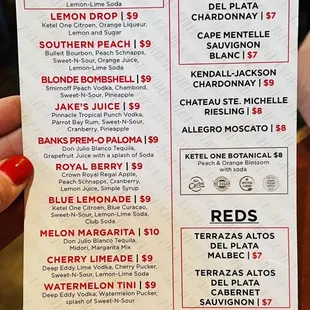 Lemon-Lime Soda
LEMON DROP | $9
Ketel One Citroen, Orange Liqueur,
Lemon and Sugar
SOUTHERN PEACH | $9
Bulleit Bourbon, Peach Schnapps,
Sweet-N-Sour, Orange Juice,
Lemon-Lime Soda
BLONDE BOMBSHELL | $9
Smirnoff Peach Vodka, Chambord,
Sweet-N-Sour, Pineapple
JAKE'S JUICE | $9
Pinnacle Tropical Punch Vodka,
Parrot Bay Rum, Sweet-N-Sour,
Cranberry, Pineapple
BANKS PREM-O PALOMA | $9
Don Julio Blanco Tequila,
Grapefruit Juice with a splash of Soda
ROYAL BERRY | $9
Crown Royal Regal Apple,
Peach Schnapps, Cranberry,
Lemon Juice, Simple Syrup
BLUE LEMONADE | $9
Ketel One Citroen, Blue Curacao,
Sweet-N-Sour, Lemon-Lime Soda,
Club Soda
MELON MARGARITA | $10
Don Julio Blanco Tequila,
Midori, Margarita Mix
CHERRY LIMEADE | $9
Deep Eddy Lime Vodka, Cherry Pucker,
Sweet-N-Sour, Lemon-Lime Soda
WATERMELON TINI | $9
Deep Eddy Vodka, Watermelon Pucker,
splash of Sweet-N-Sour
DEL PLATA
CHARDONNAY | $7
CAPE MENTELLE
SAUVIGNON
BLANC | $7
KENDALL-JACKSON
CHARDONNAY | $9
CHATEAU STE. MICHELLE
RIESLING | $8
ALLEGRO MOSCATO | $8
KETEL ONE BOTANICAL $8
Peach & Orange Blossom
with soda
REDS
TERRAZAS ALTOS
DEL PLATA
MALBEC | $7
TERRAZAS ALTOS
DEL PLATA
CABERNET
SAUVIGNON | $7